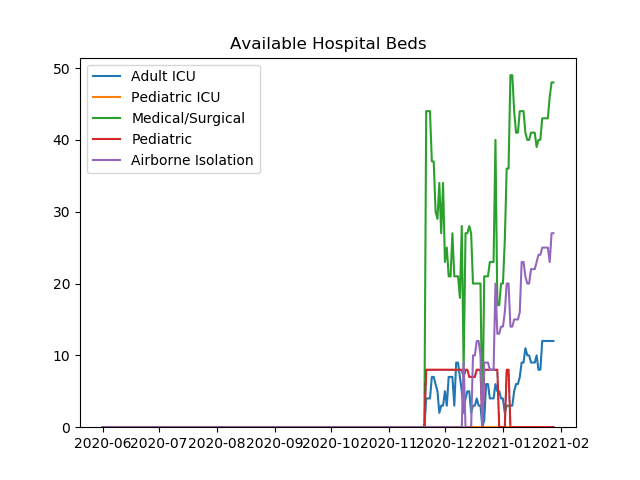 Available Hospital Beds
Adult ICU
Pediatric ICU
Medical/Surgical
Pediatric
Airborne Isolation
50
40
30
20
10
0
2020-06 2020-07 2020-08 2020-09 2020-10 2020-11 2020-12 2021-01 2021-02